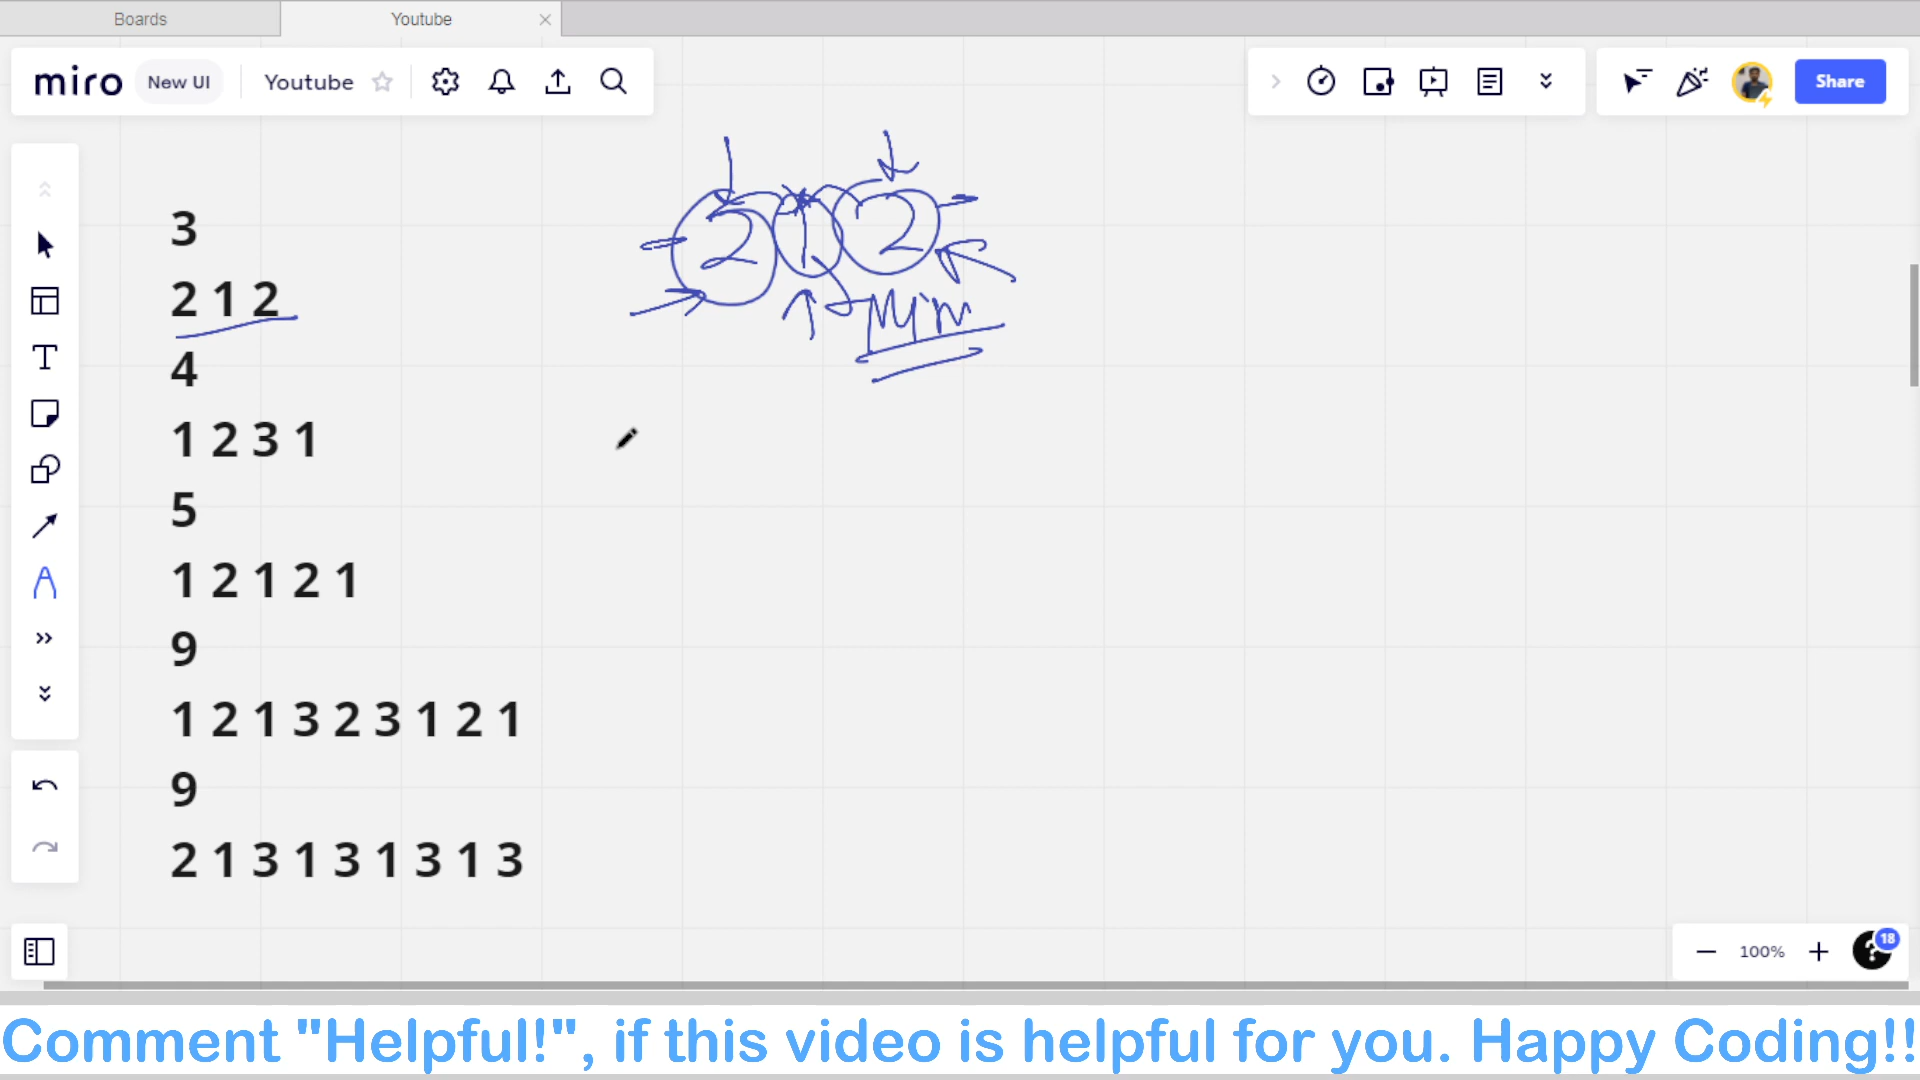 Boards
Youtube
miro
New UI
Youtube
Share
3
2 1 2
4
1 2 3 1
5
1 2 1 2 1
9
1 2 1 3 2 3 1 2 1
9
2 1 3 1 3 1 3 1 3
2 1 2
Min
100%
18
Comment "Helpful!", if this video is helpful for you. Happy Coding!!